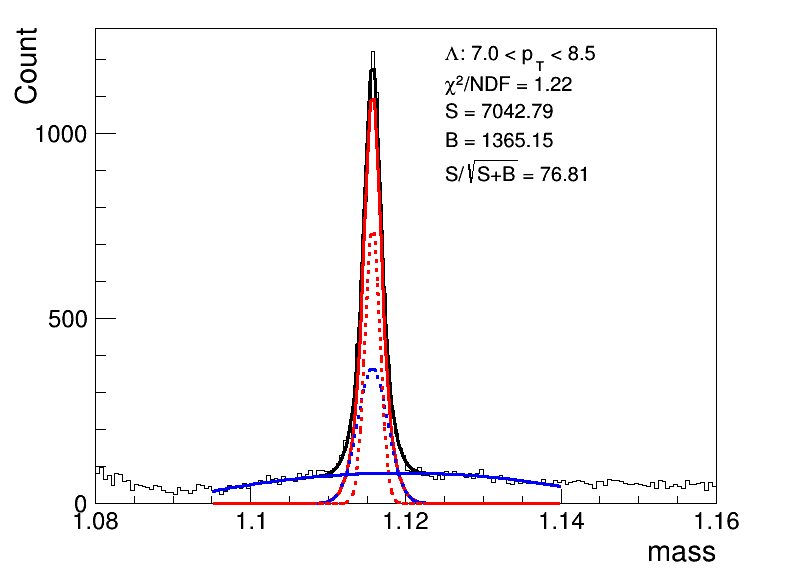 Count
Λ: 7.0 < p_T < 8.5
χ²/NDF = 1.22
S = 7042.79
B = 1365.15
S/√S+B = 76.81
1000
500
0
1.08 1.1 1.12 1.14 1.16
mass